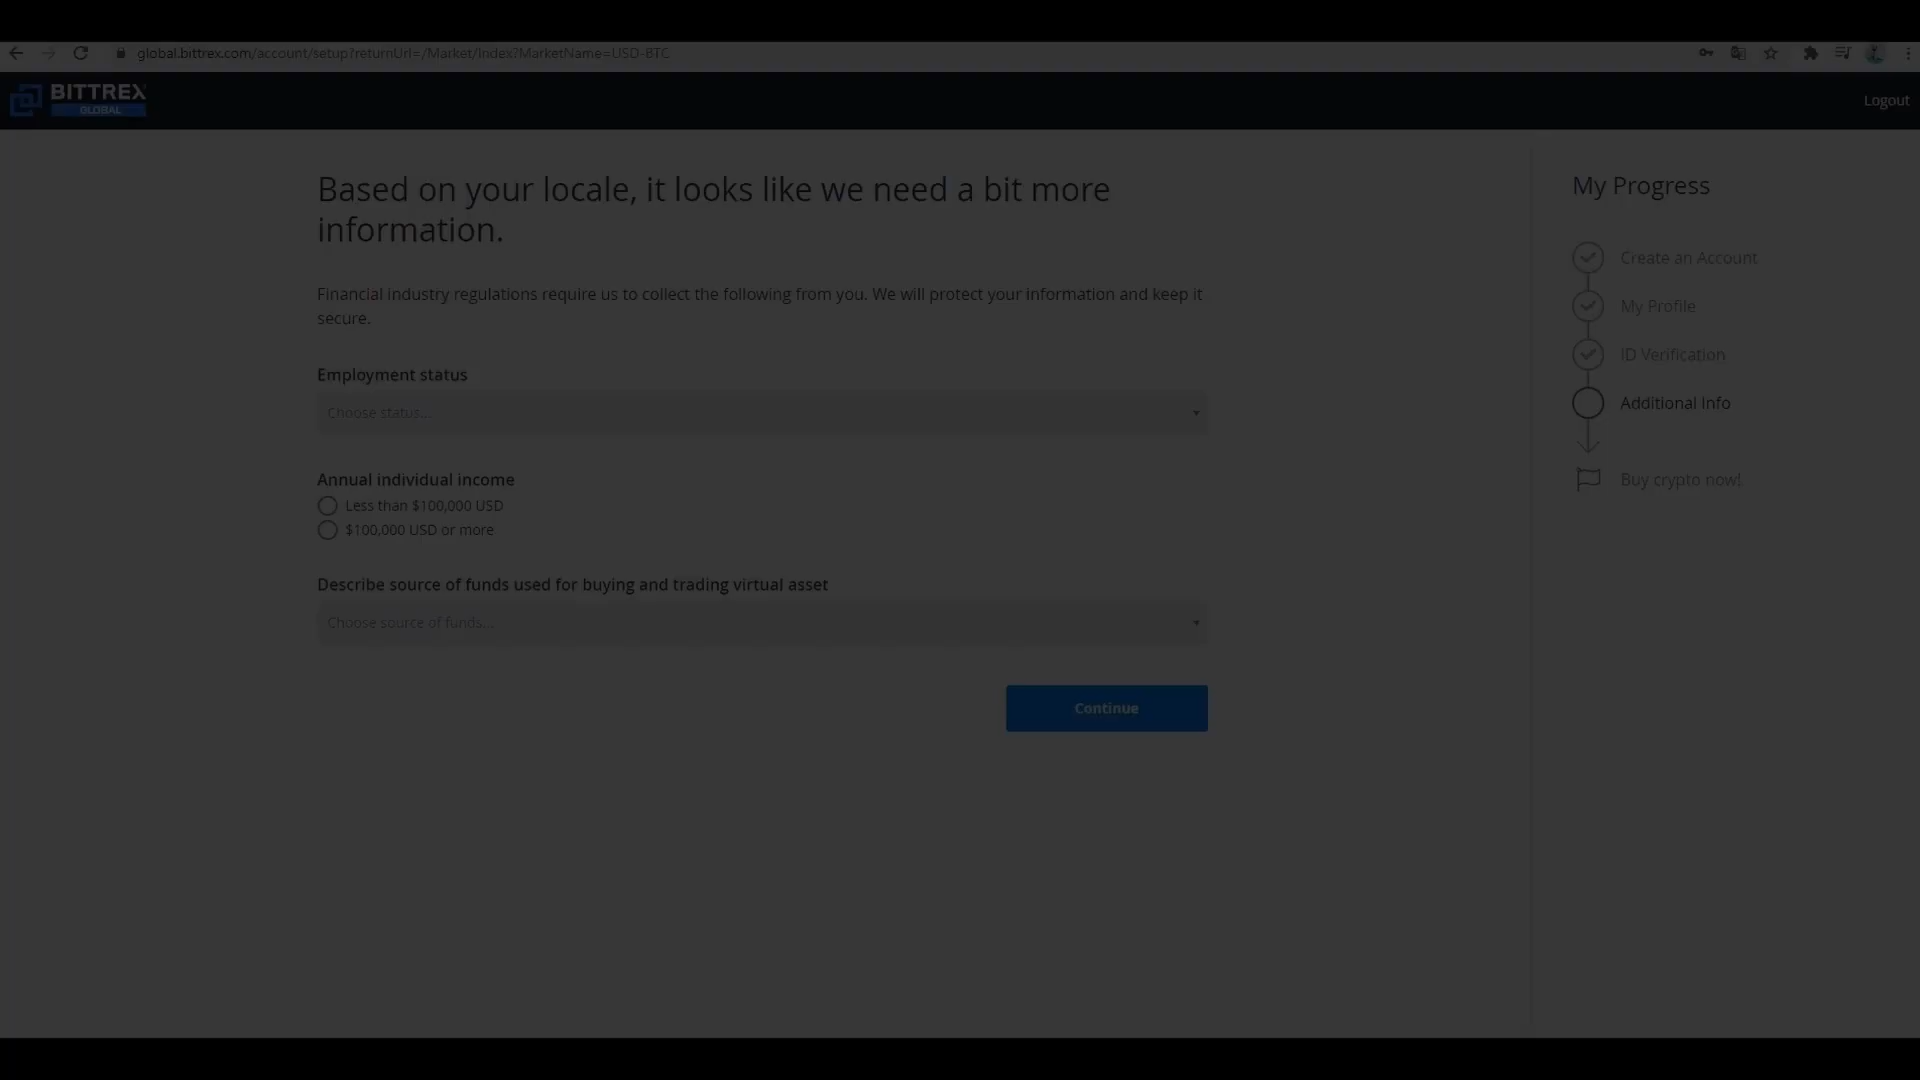 global.bittrex.com/account/setup?returnUrl=/Market/Index?MarketName=USD-BTC
BITTREX
GLOBAL
Logout
Based on your locale, it looks like we need a bit more
information.
Financial industry regulations require us to collect the following from you. We will protect your information and keep it
secure.
Employment status
Choose status...
Annual individual income
Less than $100,000 USD
$100,000 USD or more
Describe source of funds used for buying and trading virtual asset
Choose source of funds...
Continue
My Progress
Create an Account
My Profile
ID Verification
Additional Info
Buy crypto now!